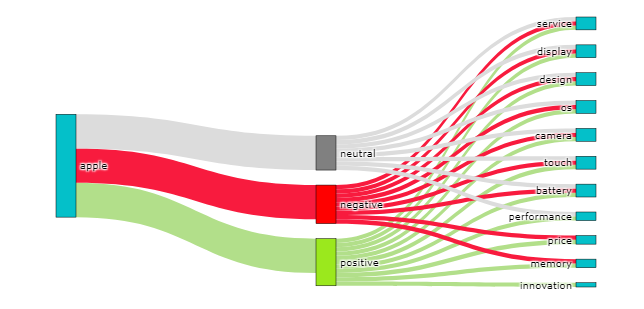 apple
neutral
negative
positive
service
display
design
os
camera
touch
battery
performance
price
memory
innovation